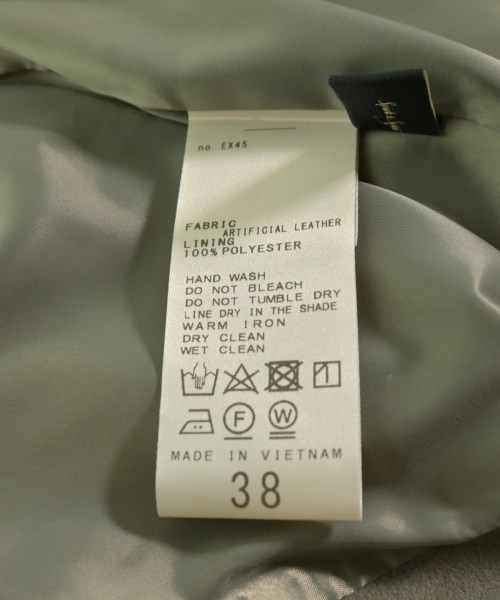 no. EX45
FABRIC
ARTIFICIAL LEATHER
LINING
100% POLYESTER
HAND WASH
DO NOT BLEACH
DO NOT TUMBLE DRY
LINE DRY IN THE SHADE
WARM IRON
DRY CLEAN
WET CLEAN
F W
MADE IN VIETNAM
38